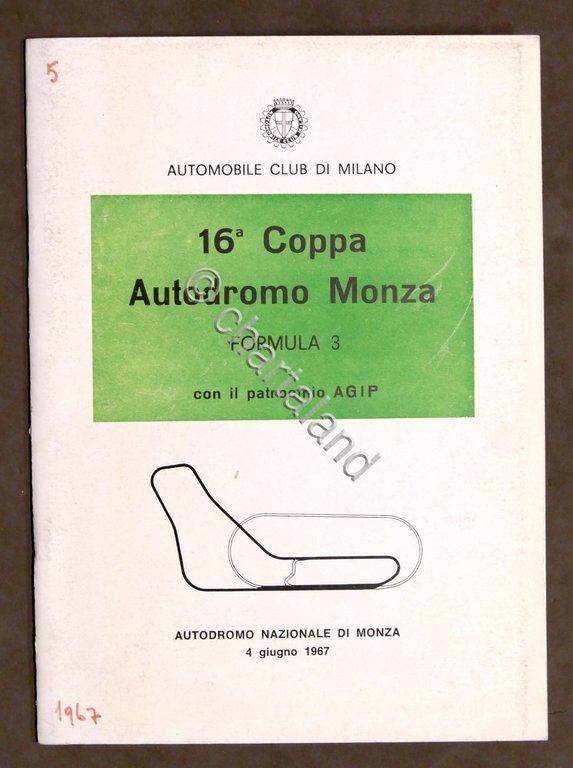 5
AUTOMOBILE CLUB DI MILANO
16ª Coppa
Autodromo Monza
FORMULA 3
con il patrocinio AGIP
© chartaland
AUTODROMO NAZIONALE DI MONZA
4 giugno 1967
1967